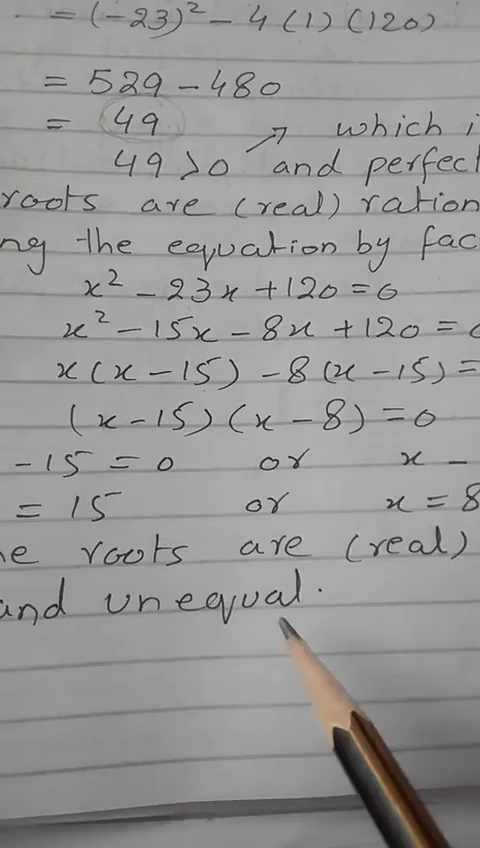 = (-23)² - 4 (1) (120)
= 529 - 480
= 49
↗ which i
49 > 0 and perfect
roots are (real) ration
ng the equation by fac
x² - 23x + 120 = 0
x² - 15x - 8x + 120 = 0
x (x - 15) - 8 (x - 15) =
(x - 15) (x - 8) = 0
- 15 = 0 or x -
= 15 or x = 8
e roots are (real)
and unequal.